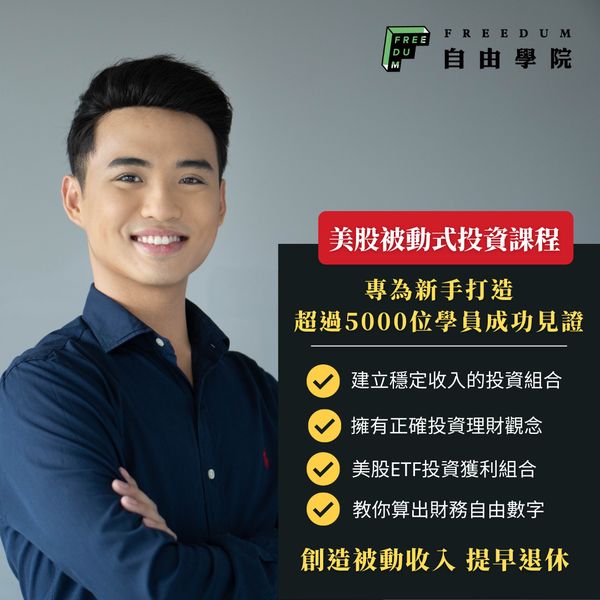 FREE
DU
M
FREEDUM
自由學院
美股被動式投資課程
專為新手打造
超過5000位學員成功見證
建立穩定收入的投資組合
擁有正確投資理財觀念
美股ETF投資獲利組合
教你算出財務自由數字
創造被動收入 提早退休